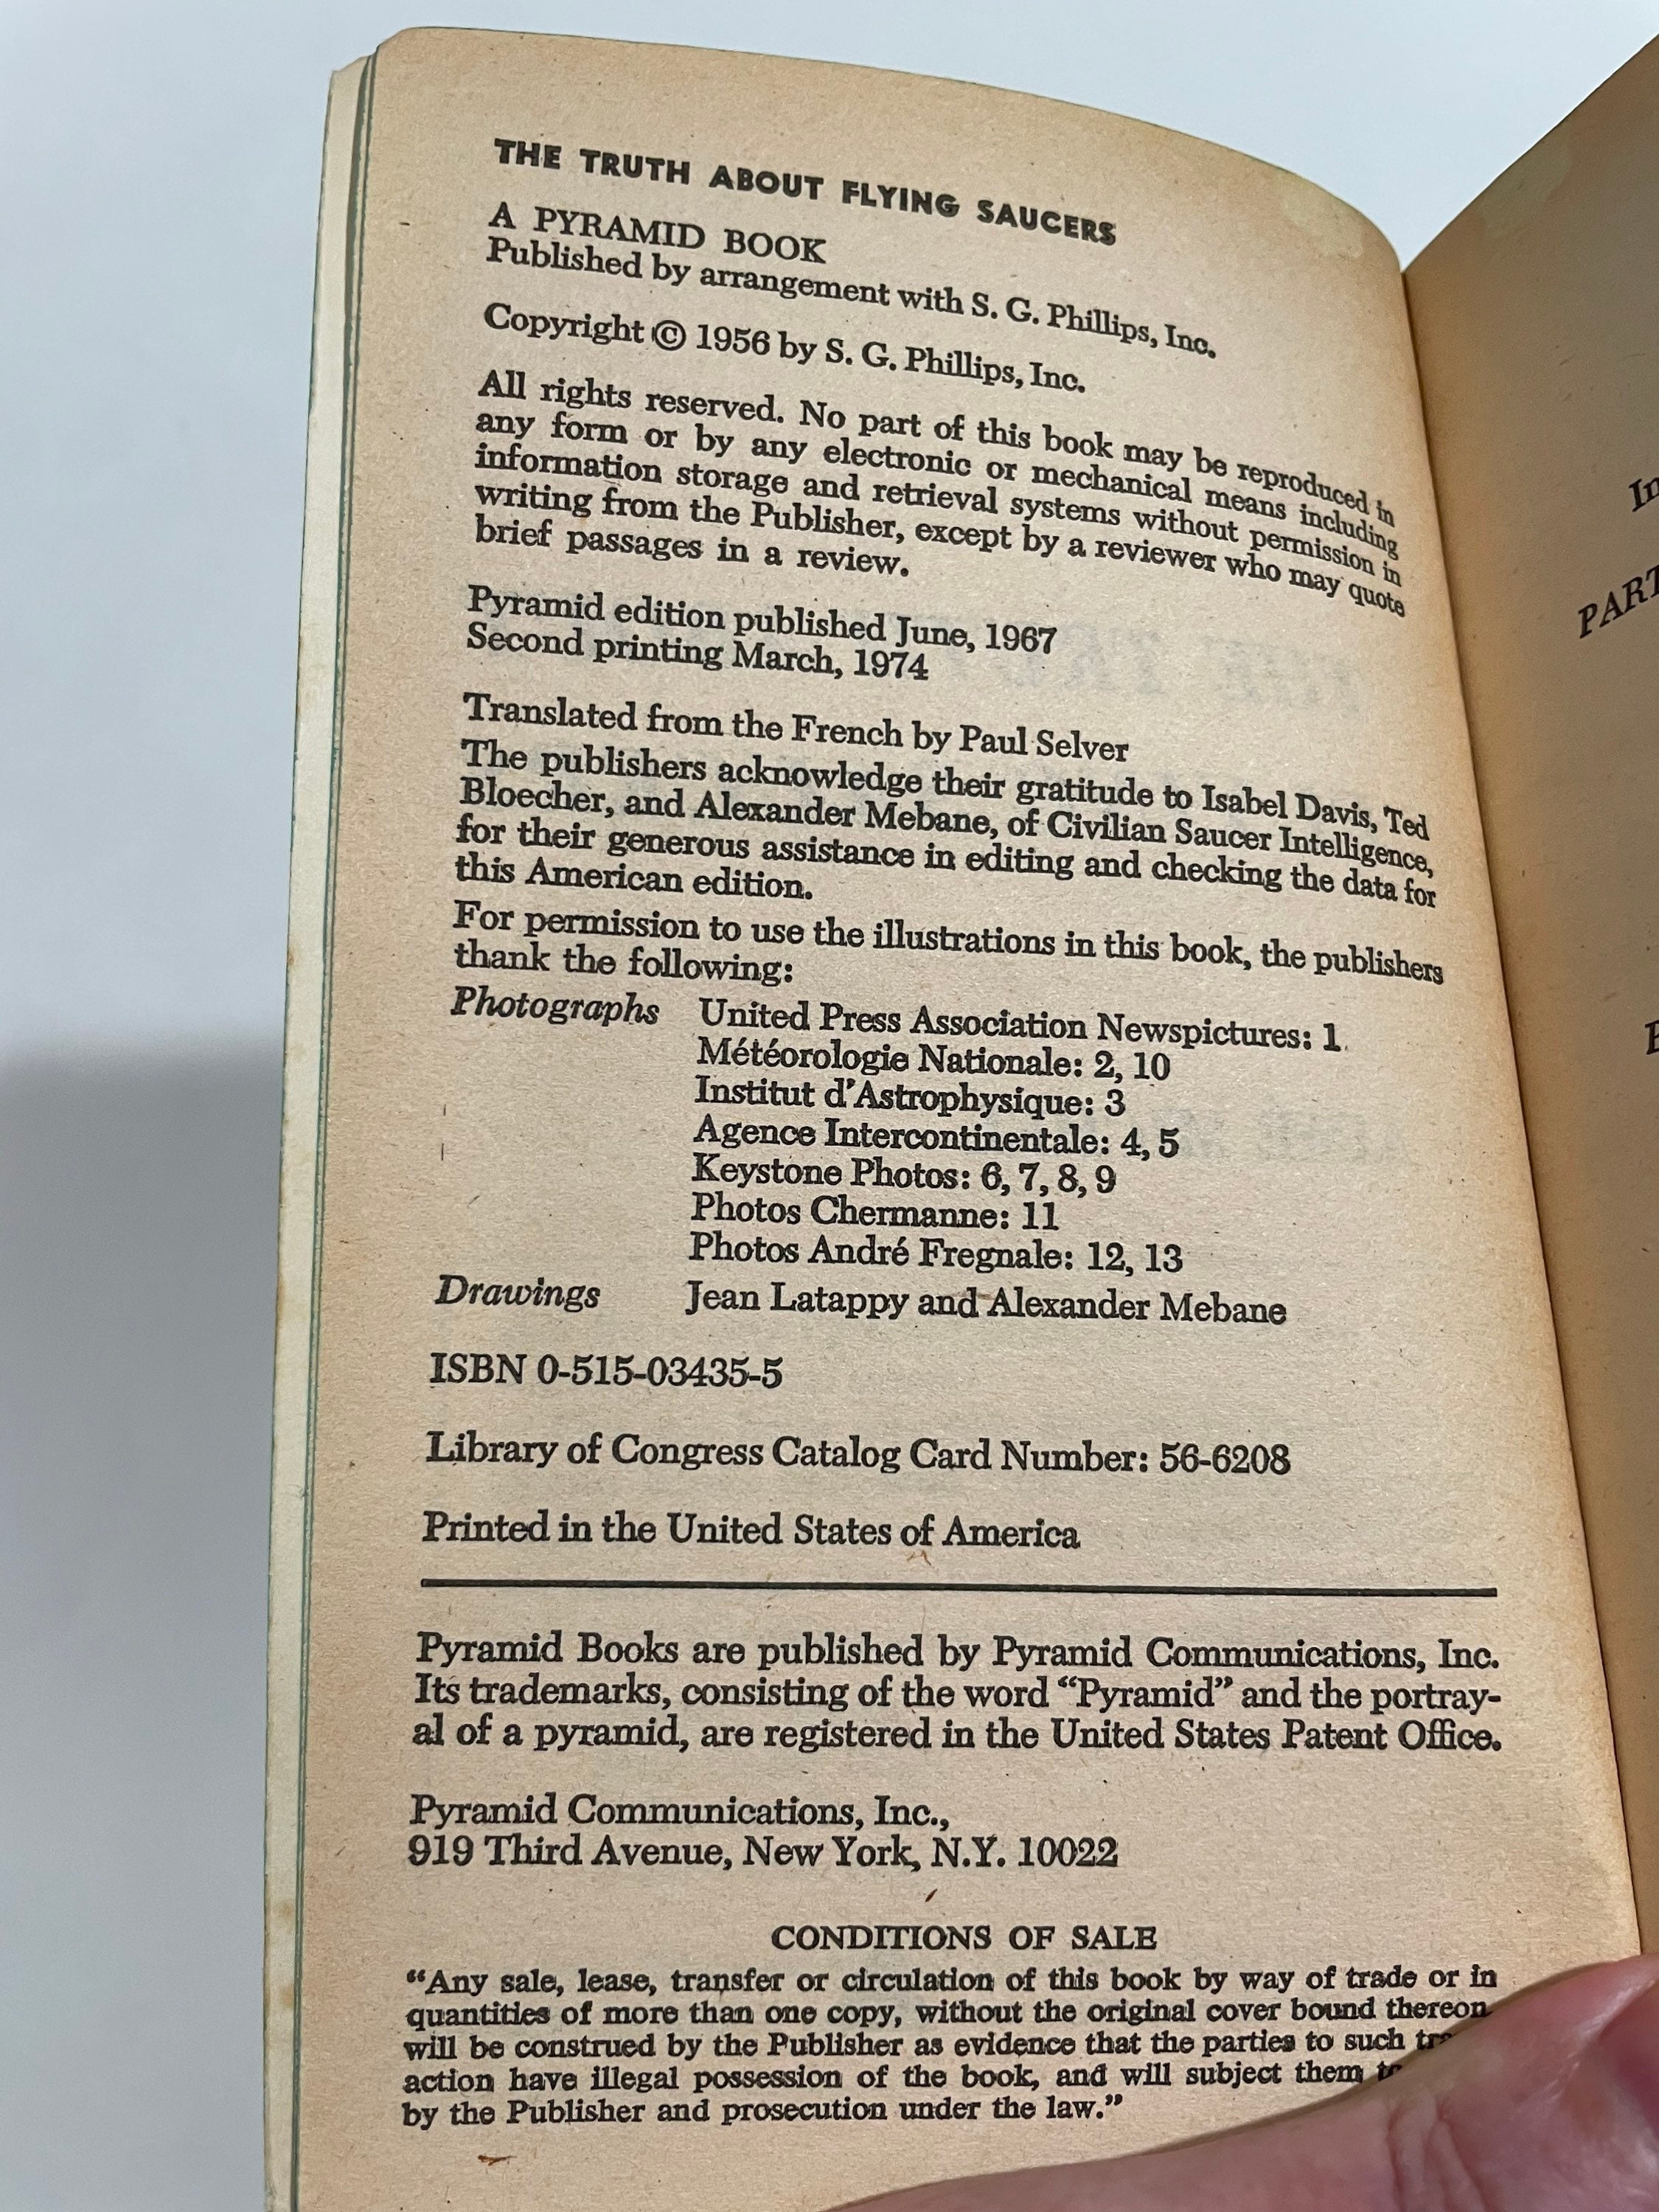 THE TRUTH ABOUT FLYING SAUCERS
A PYRAMID BOOK
Published by arrangement with S. G. Phillips, Inc.
Copyright © 1956 by S. G. Phillips, Inc.
All rights reserved. No part of this book may be reproduced in
any form or by any electronic or mechanical means including
information storage and retrieval systems without permission in
writing from the Publisher, except by a reviewer who may quote
brief passages in a review.
Pyramid edition published June, 1967
Second printing March, 1974
Translated from the French by Paul Selver
The publishers acknowledge their gratitude to Isabel Davis, Ted
Bloecher, and Alexander Mebane, of Civilian Saucer Intelligence,
for their generous assistance in editing and checking the data for
this American edition.
For permission to use the illustrations in this book, the publishers
thank the following:
Photographs United Press Association Newspictures: 1
Météorologie Nationale: 2, 10
Institut d'Astrophysique: 3
Agence Intercontinentale: 4, 5
Keystone Photos: 6, 7, 8, 9
Photos Chermanne: 11
Photos André Fregnale: 12, 13
Drawings Jean Latappy and Alexander Mebane
ISBN 0-515-03435-5
Library of Congress Catalog Card Number: 56-6208
Printed in the United States of America
Pyramid Books are published by Pyramid Communications, Inc.
Its trademarks, consisting of the word "Pyramid" and the portray-
al of a pyramid, are registered in the United States Patent Office.
Pyramid Communications, Inc.,
919 Third Avenue, New York, N.Y. 10022
CONDITIONS OF SALE
"Any sale, lease, transfer or circulation of this book by way of trade or in
quantities of more than one copy, without the original cover bound thereon
will be construed by the Publisher as evidence that the parties to such
action have illegal possession of the book, and will subject them
by the Publisher and prosecution under the law."
PART